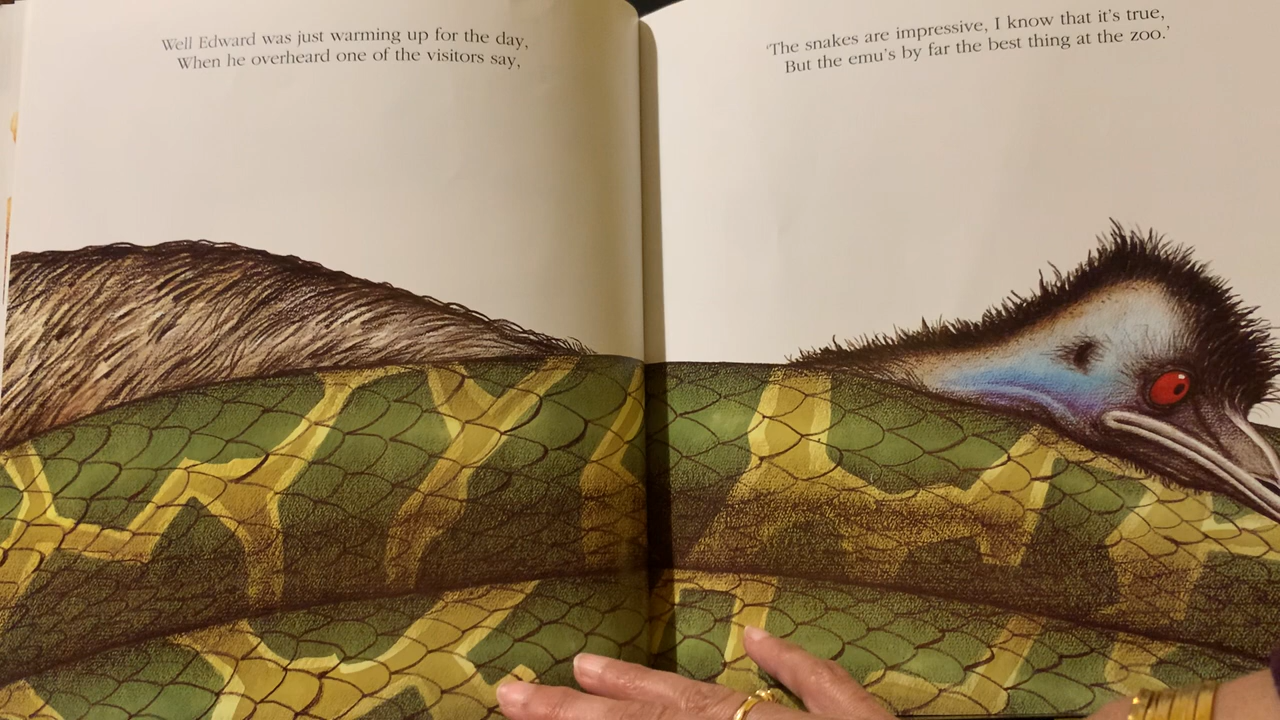 Well Edward was just warming up for the day,
When he overheard one of the visitors say,
‘The snakes are impressive, I know that it’s true,
But the emu’s by far the best thing at the zoo.’